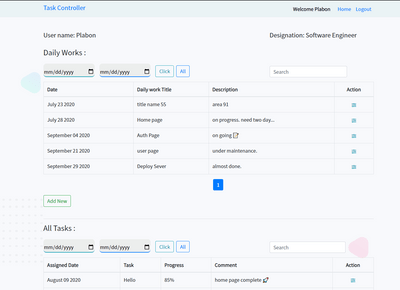 Task Controller Welcome Plabon Home Logout
User name: Plabon Designation: Software Engineer
Daily Works :
mm/dd/yyyy mm/dd/yyyy Click All Search
Date Daily work Title Description Action
July 23 2020 title name 55 area 91
July 28 2020 Home page on progress. need two day...
September 04 2020 Auth Page on going
September 21 2020 user page under maintenance.
September 29 2020 Deploy Sever almost done.
1
Add New
All Tasks :
mm/dd/yyyy mm/dd/yyyy Click All Search
Assigned Date Task Progress Comment Action
August 09 2020 Hello 85% home page complete